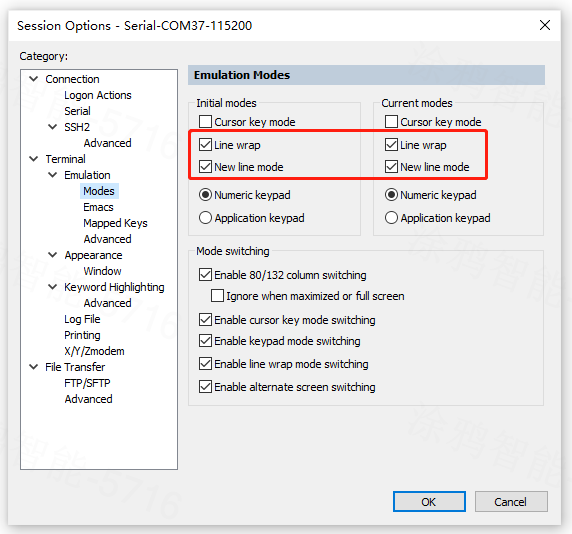 Session Options - Serial-COM37-115200
Category:
Connection
Logon Actions
Serial
SSH2
Advanced
Terminal
Emulation
Modes
Emacs
Mapped Keys
Advanced
Appearance
Window
Keyword Highlighting
Advanced
Log File
Printing
X/Y/Zmodem
File Transfer
FTP/SFTP
Advanced
Emulation Modes
Initial modes
Cursor key mode
Line wrap
New line mode
Numeric keypad
Application keypad
Current modes
Cursor key mode
Line wrap
New line mode
Numeric keypad
Application keypad
Mode switching
Enable 80/132 column switching
Ignore when maximized or full screen
Enable cursor key mode switching
Enable keypad mode switching
Enable line wrap mode switching
Enable alternate screen switching
OK
Cancel
涂鸦智能-5716